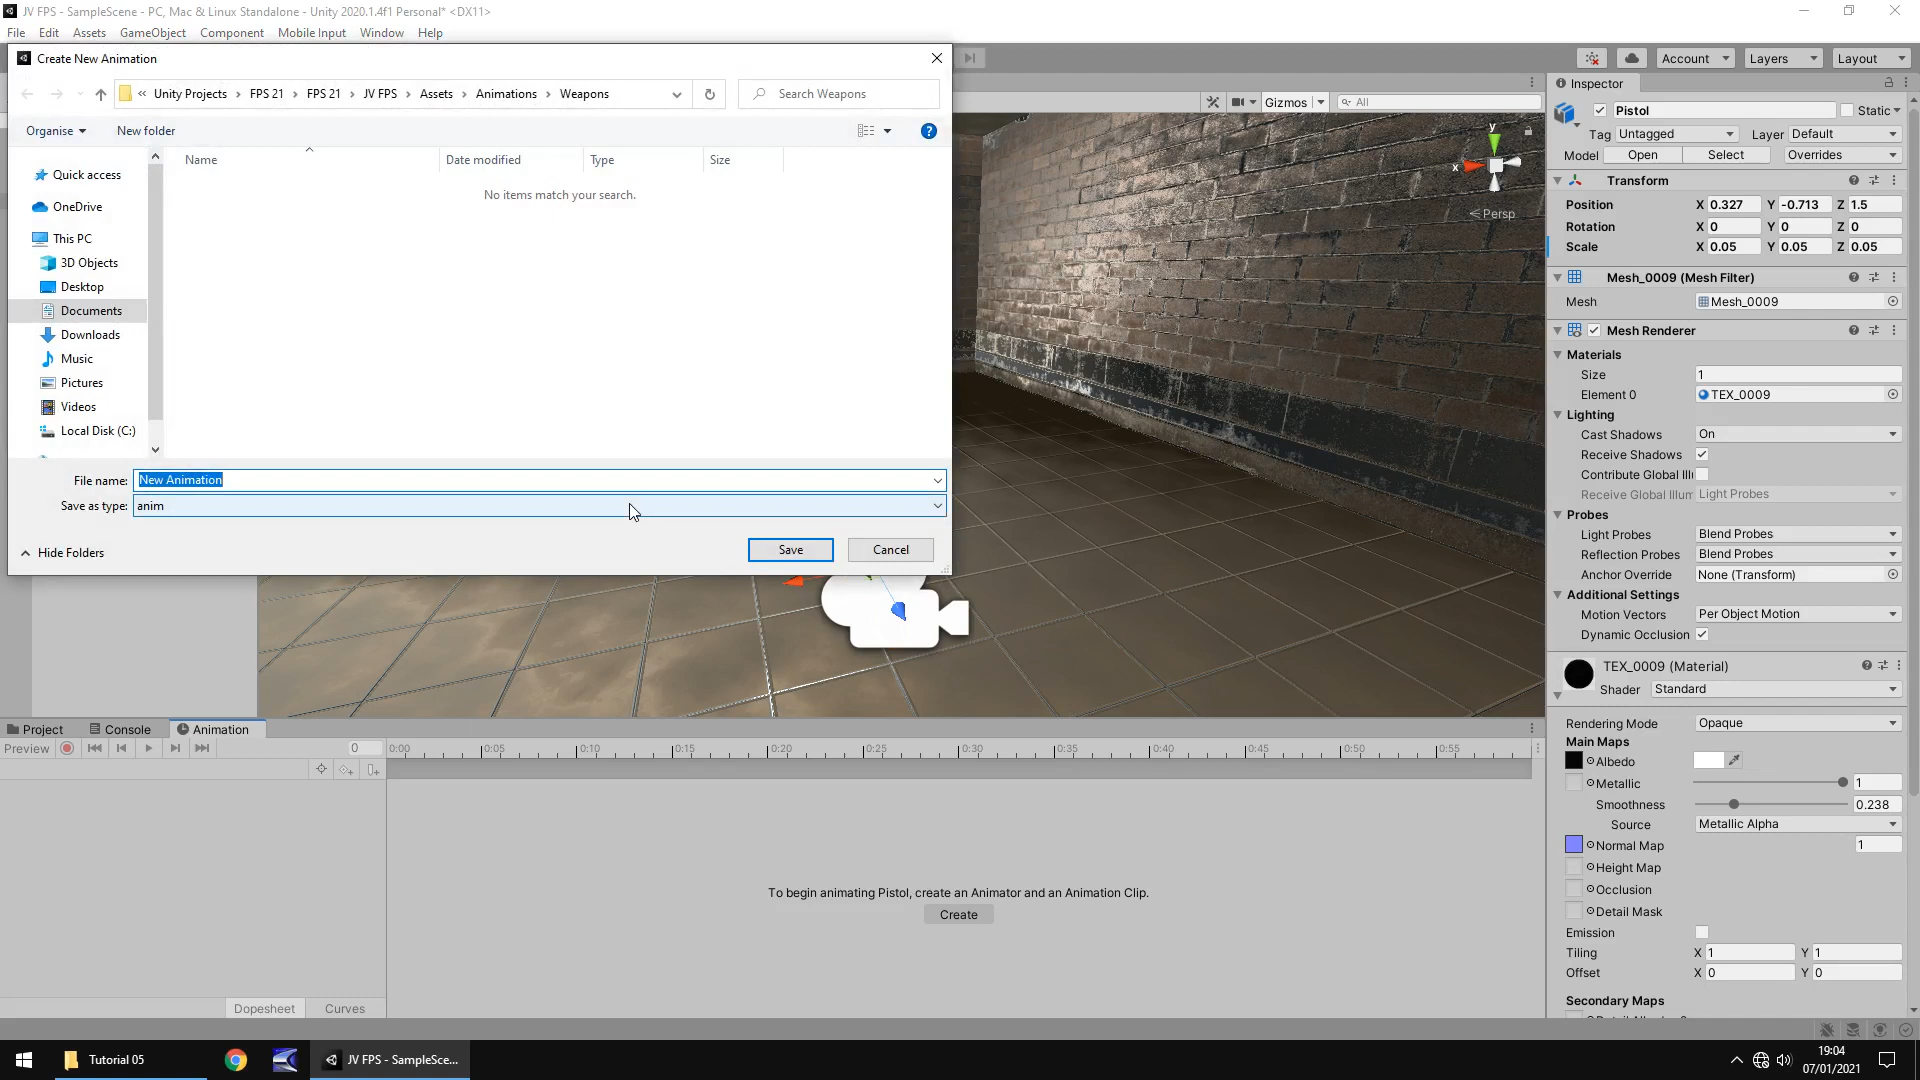 JV FPS - SampleScene - PC, Mac & Linux Standalone - Unity 2020.1.4f1 Personal* <DX11>
File Edit Assets GameObject Component Mobile Input Window Help
Create New Animation
Account Layers Layout
« Unity Projects > FPS 21 > FPS 21 > JV FPS > Assets > Animations > Weapons
Search Weapons
Organise New folder
Name Date modified Type Size
No items match your search.
Quick access
OneDrive
This PC
3D Objects
Desktop
Documents
Downloads
Music
Pictures
Videos
Local Disk (C:)
File name: New Animation
Save as type: anim
Hide Folders
Save Cancel
Gizmos All
y
x
Persp
Inspector
Pistol Static
Tag Untagged Layer Default
Model Open Select Overrides
Transform
Position X 0.327 Y -0.713 Z 1.5
Rotation X 0 Y 0 Z 0
Scale X 0.05 Y 0.05 Z 0.05
Mesh_0009 (Mesh Filter)
Mesh Mesh_0009
Mesh Renderer
Materials
Size 1
Element 0 TEX_0009
Lighting
Cast Shadows On
Receive Shadows
Contribute Global Illu
Receive Global Illum Light Probes
Probes
Light Probes Blend Probes
Reflection Probes Blend Probes
Anchor Override None (Transform)
Additional Settings
Motion Vectors Per Object Motion
Dynamic Occlusion
TEX_0009 (Material)
Shader Standard
Rendering Mode Opaque
Main Maps
Albedo
Metallic 1
Smoothness 0.238
Source Metallic Alpha
Normal Map 1
Height Map
Occlusion
Detail Mask
Emission
Tiling X 1 Y 1
Offset X 0 Y 0
Secondary Maps
Project Console Animation
Preview 0
0:00 0:05 0:10 0:15 0:20 0:25 0:30 0:35 0:40 0:45 0:50 0:55
To begin animating Pistol, create an Animator and an Animation Clip.
Create
Dopesheet Curves
Tutorial 05
JV FPS - SampleSce...
19:04
07/01/2021